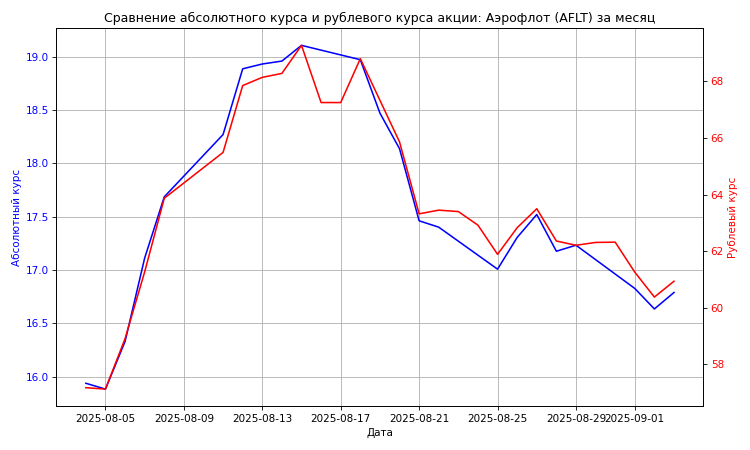 Сравнение абсолютного курса и рублевого курса акции: Аэрофлот (AFLT) за месяц
Абсолютный курс
19.0
18.5
18.0
17.5
17.0
16.5
16.0
68
66
64
62
60
58
Рублевый курс
2025-08-05 2025-08-09 2025-08-13 2025-08-17 2025-08-21 2025-08-25 2025-08-29 2025-09-01
Дата